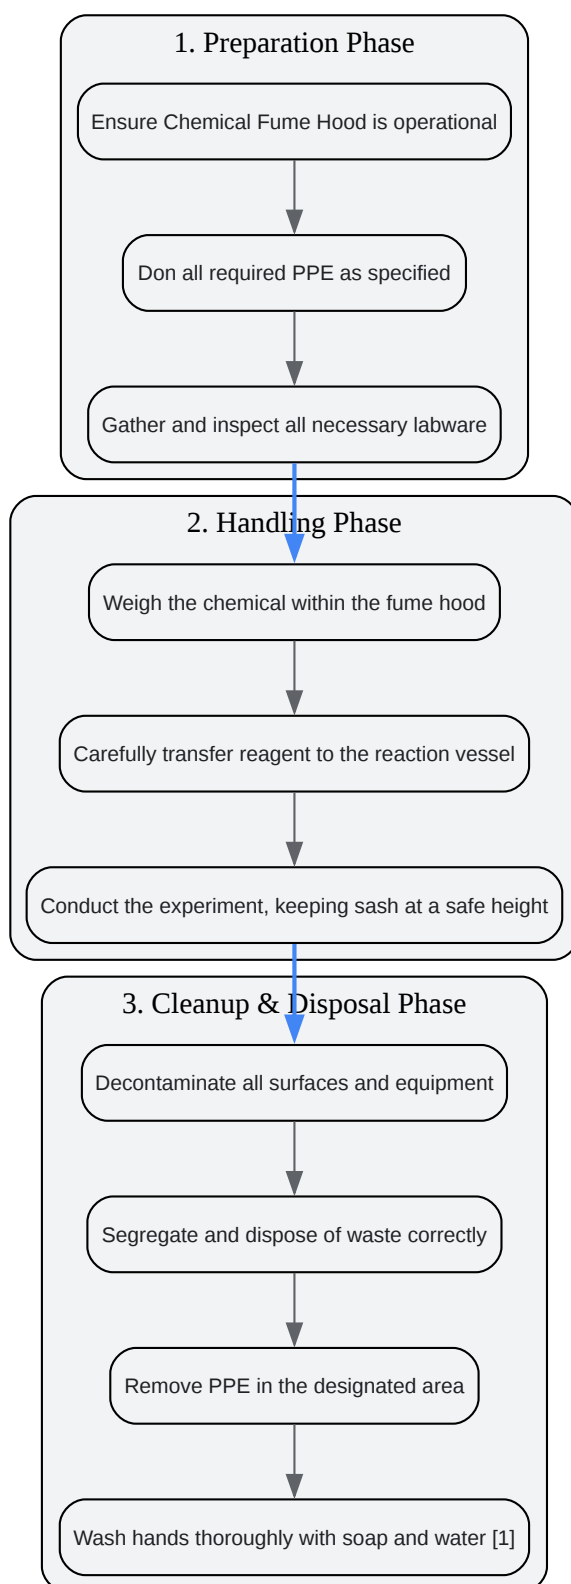 1. Preparation Phase
Ensure Chemical Fume Hood is operational
Don all required PPE as specified
Gather and inspect all necessary labware
2. Handling Phase
Weigh the chemical within the fume hood
Carefully transfer reagent to the reaction vessel
Conduct the experiment, keeping sash at a safe height
3. Cleanup & Disposal Phase
Decontaminate all surfaces and equipment
Segregate and dispose of waste correctly
Remove PPE in the designated area
Wash hands thoroughly with soap and water [1]